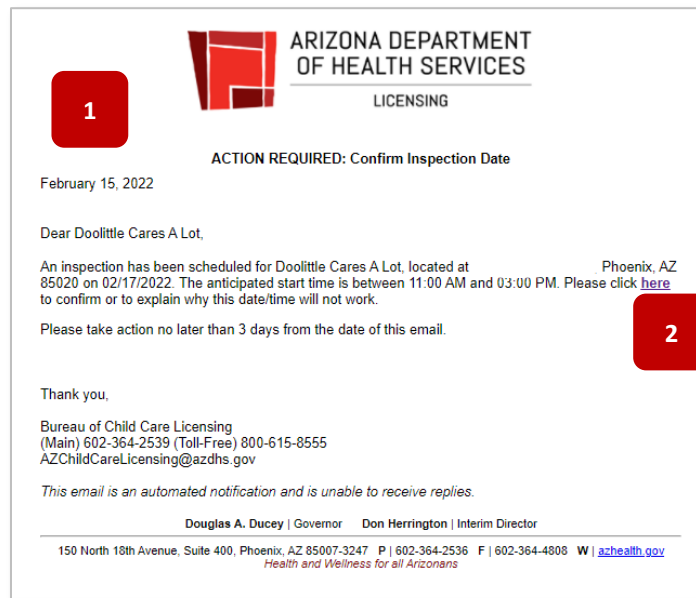 ARIZONA DEPARTMENT
OF HEALTH SERVICES
LICENSING
1
ACTION REQUIRED: Confirm Inspection Date
February 15, 2022
Dear Doolittle Cares A Lot,
An inspection has been scheduled for Doolittle Cares A Lot, located at Phoenix, AZ
85020 on 02/17/2022. The anticipated start time is between 11:00 AM and 03:00 PM. Please click here
to confirm or to explain why this date/time will not work.
Please take action no later than 3 days from the date of this email.
2
Thank you,
Bureau of Child Care Licensing
(Main) 602-364-2539 (Toll-Free) 800-615-8555
AZChildCareLicensing@azdhs.gov
This email is an automated notification and is unable to receive replies.
Douglas A. Ducey | Governor Don Herrington | Interim Director
150 North 18th Avenue, Suite 400, Phoenix, AZ 85007-3247 P | 602-364-2536 F | 602-364-4808 W | azhealth.gov
Health and Wellness for all Arizonans